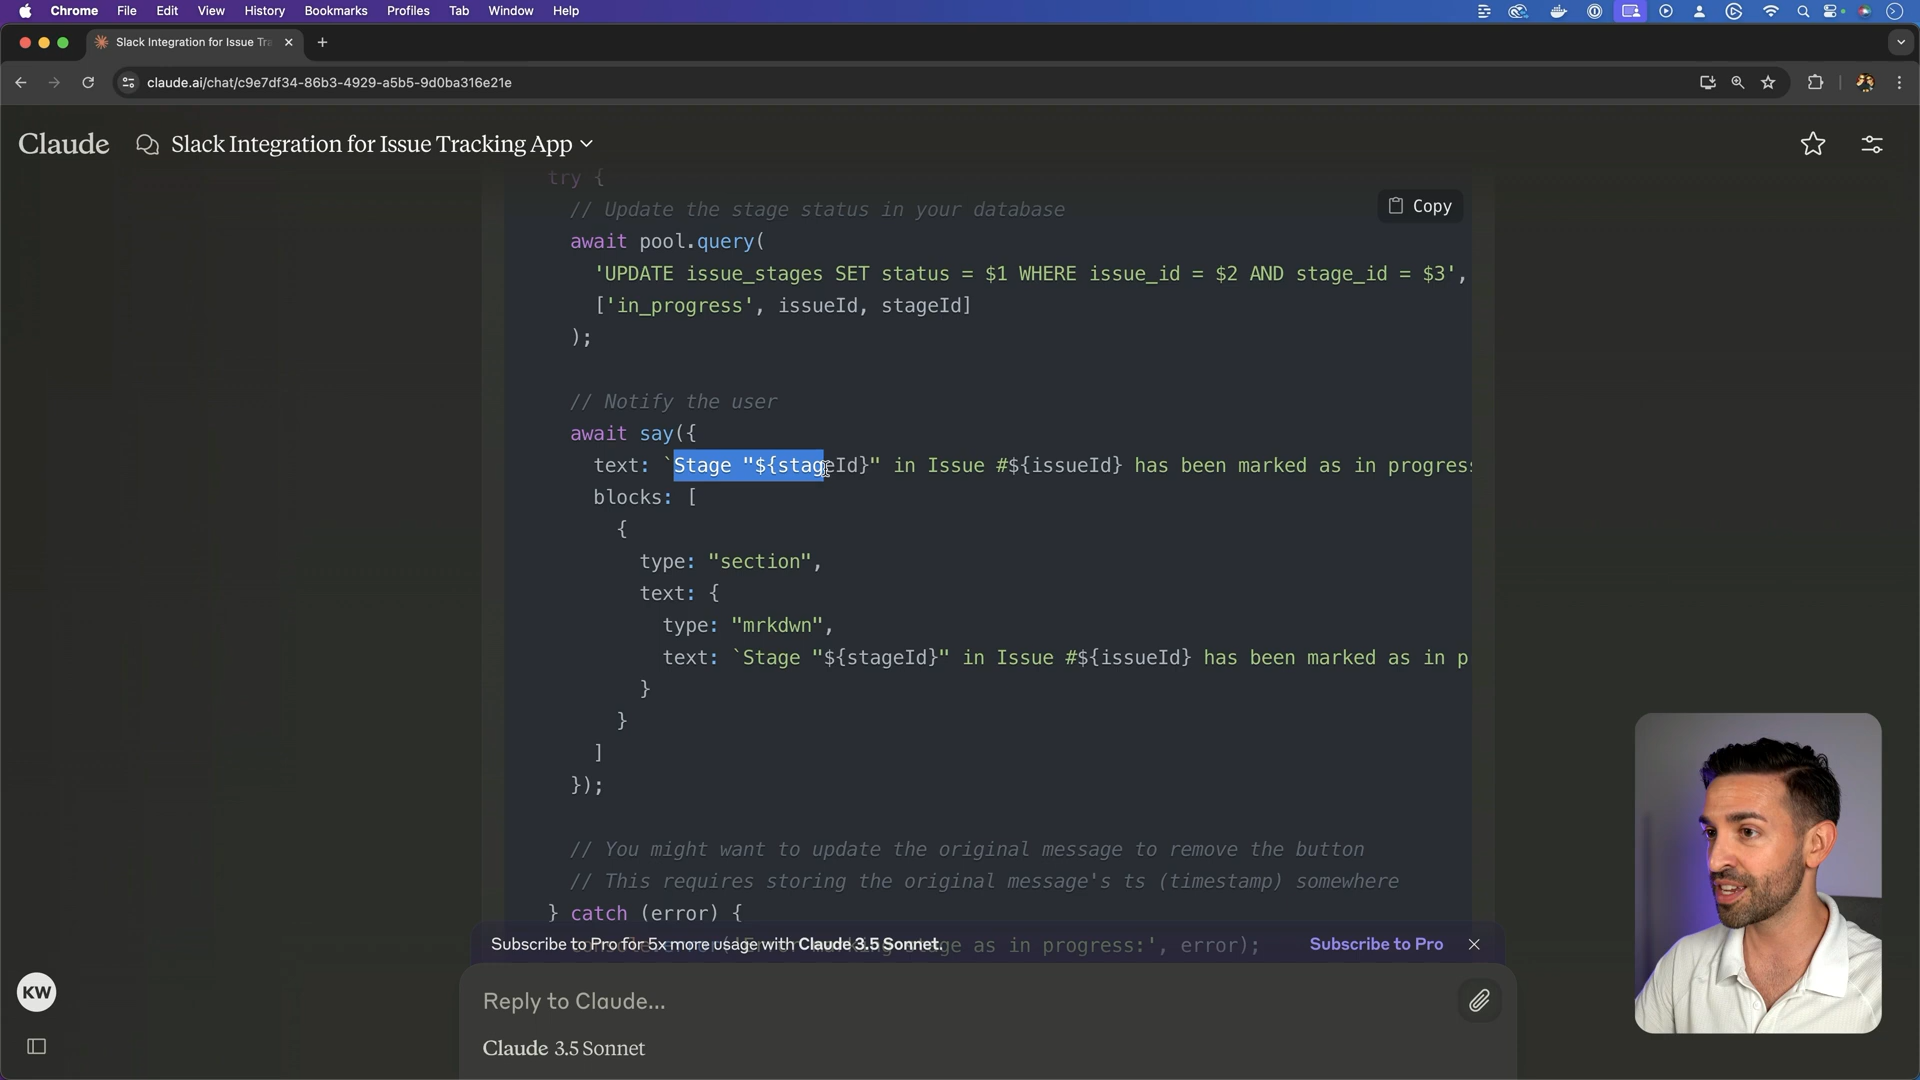 Chrome File Edit View History Bookmarks Profiles Tab Window Help
Slack Integration for Issue Tra
claude.ai/chat/c9e7df34-86b3-4929-a5b5-9d0ba316e21e
Claude Slack Integration for Issue Tracking App
try {
// Update the stage status in your database
Copy
await pool.query(
'UPDATE issue_stages SET status = $1 WHERE issue_id = $2 AND stage_id = $3',
['in_progress', issueId, stageId]
);
// Notify the user
await say({
text: `Stage "${stageId}" in Issue #${issueId} has been marked as in progress
blocks: [
{
type: "section",
text: {
type: "mrkdwn",
text: `Stage "${stageId}" in Issue #${issueId} has been marked as in p
}
}
]
});
// You might want to update the original message to remove the button
// This requires storing the original message's ts (timestamp) somewhere
} catch (error) {
Subscribe to Pro for 5x more usage with Claude 3.5 Sonnet. Subscribe to Pro
as in progress:', error);
KW
Reply to Claude...
Claude 3.5 Sonnet